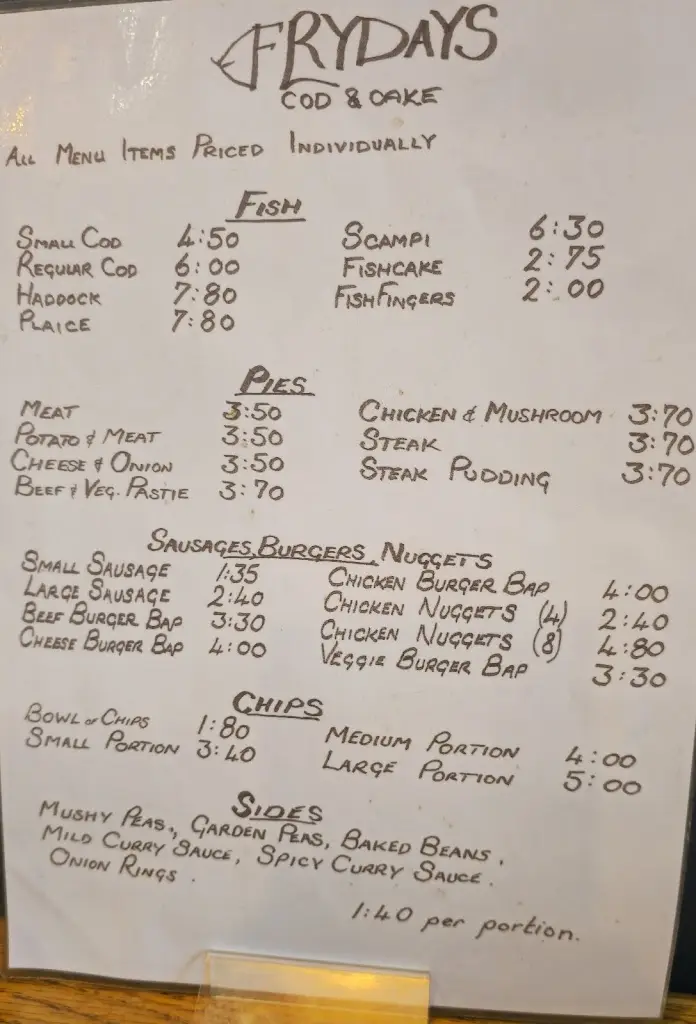 FRYDAYS
COD & OAKE
ALL MENU ITEMS PRICED INDIVIDUALLY
FISH
SMALL COD 4:50 SCAMPI 6:30
REGULAR COD 6:00 FISHCAKE 2:75
HADDOCK 7:80 FISHFINGERS 2:00
PLAICE 7:80
PIES
MEAT 3:50 CHICKEN & MUSHROOM 3:70
POTATO & MEAT 3:50 STEAK 3:70
CHEESE & ONION 3:50 STEAK PUDDING 3:70
BEEF & VEG. PASTIE 3:70
SAUSAGES, BURGERS, NUGGETS
SMALL SAUSAGE 1:35 CHICKEN BURGER BAP 4:00
LARGE SAUSAGE 2:40 CHICKEN NUGGETS (4) 2:40
BEEF BURGER BAP 3:30 CHICKEN NUGGETS (8) 4:80
CHEESE BURGER BAP 4:00 VEGGIE BURGER BAP 3:30
CHIPS
BOWL OF CHIPS 1:80 MEDIUM PORTION 4:00
SMALL PORTION 3:40 LARGE PORTION 5:00
SIDES
MUSHY PEAS, GARDEN PEAS, BAKED BEANS,
MILD CURRY SAUCE, SPICY CURRY SAUCE.
ONION RINGS.
1:40 per portion.